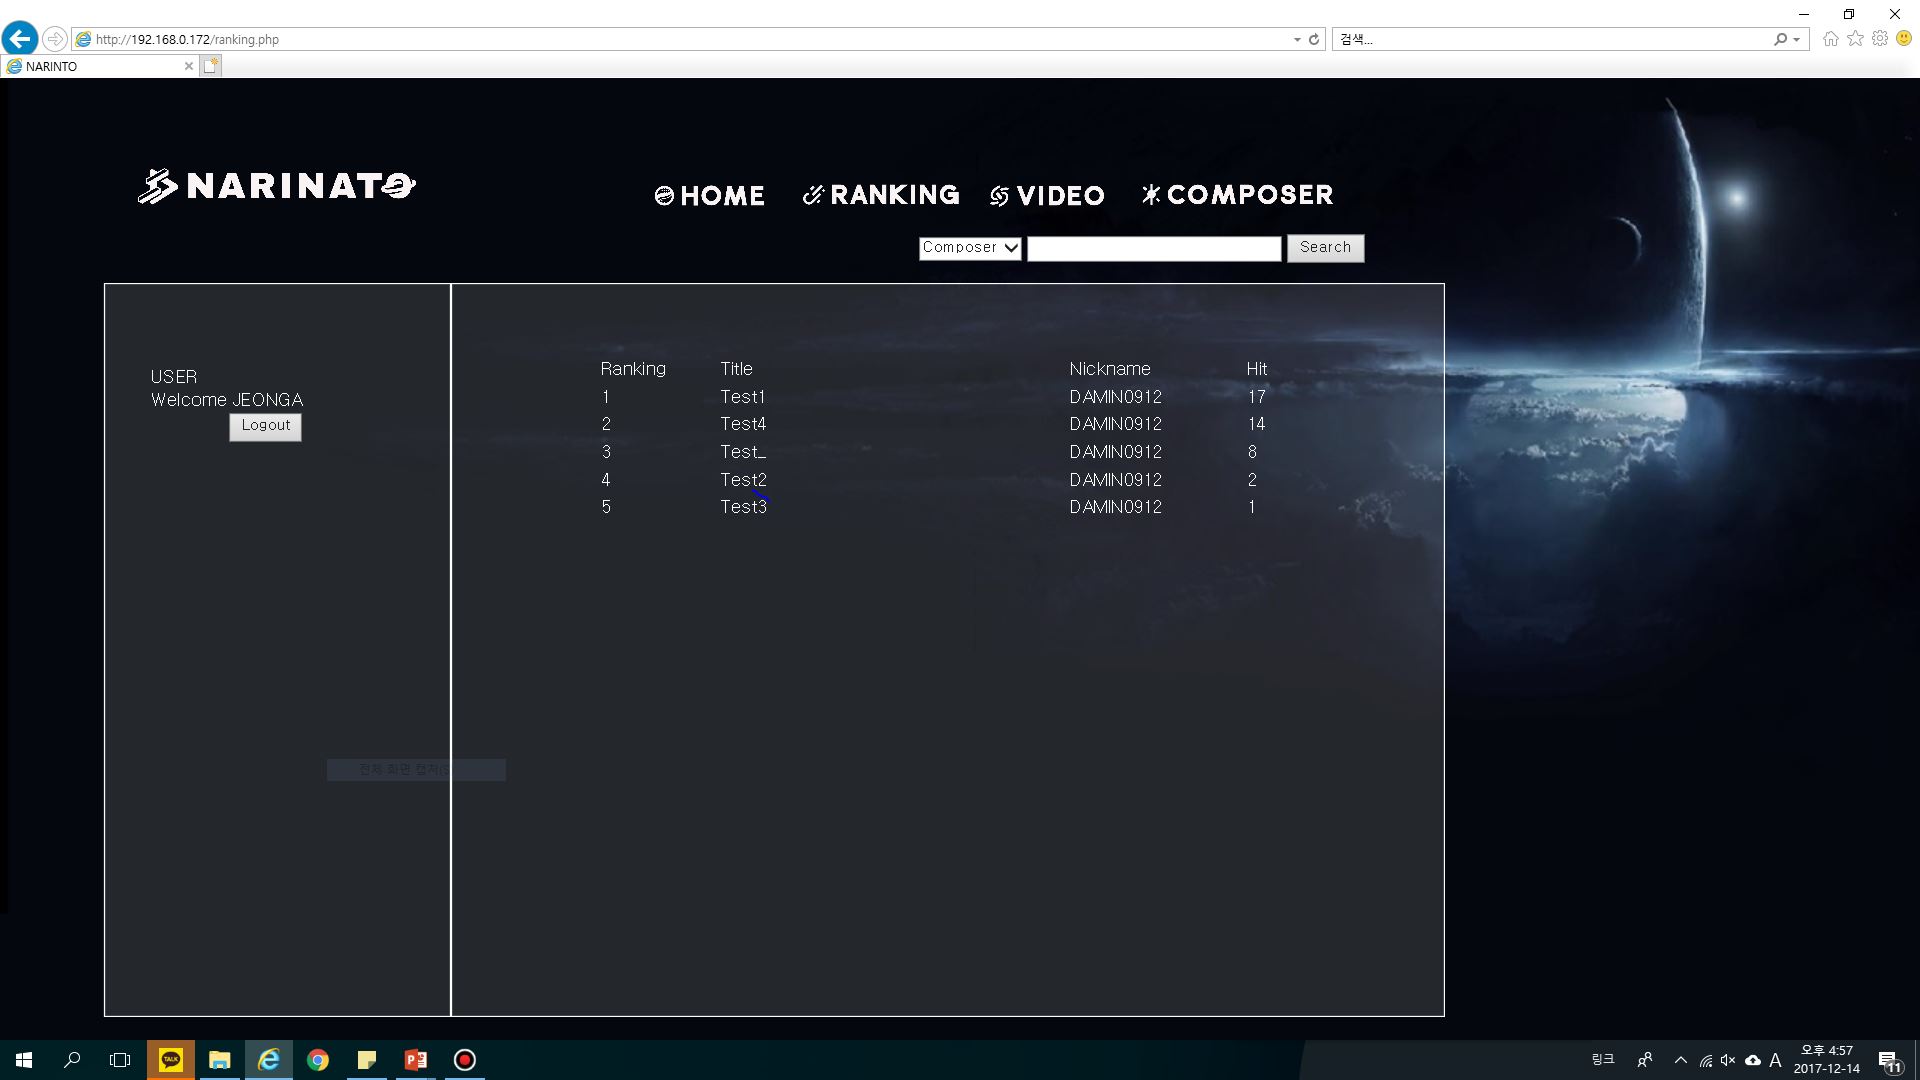 http://192.168.0.172/ranking.php
검색...
NARINTO
NARINATO
HOME RANKING VIDEO COMPOSER
Composer Search
USER
Welcome JEONGA
Logout
Ranking Title Nickname Hit
1 Test1 DAMIN0912 17
2 Test4 DAMIN0912 14
3 Test_ DAMIN0912 8
4 Test2 DAMIN0912 2
5 Test3 DAMIN0912 1
전체 화면 캡처(S
TALK
링크
A
오후 4:57
2017-12-14
11